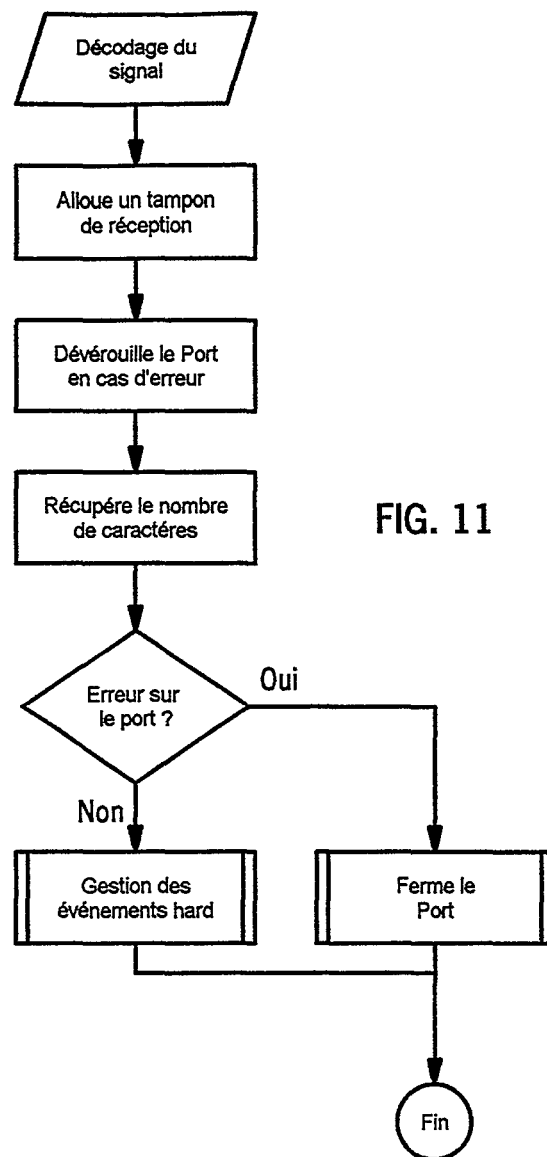 Décodage du
signal
Alloue un tampon
de réception
Dévérouille le Port
en cas d'erreur
Récupére le nombre
de caractéres
FIG. 11
Erreur sur
le port ?
Oui
Non
Gestion des
événements hard
Ferme le
Port
Fin